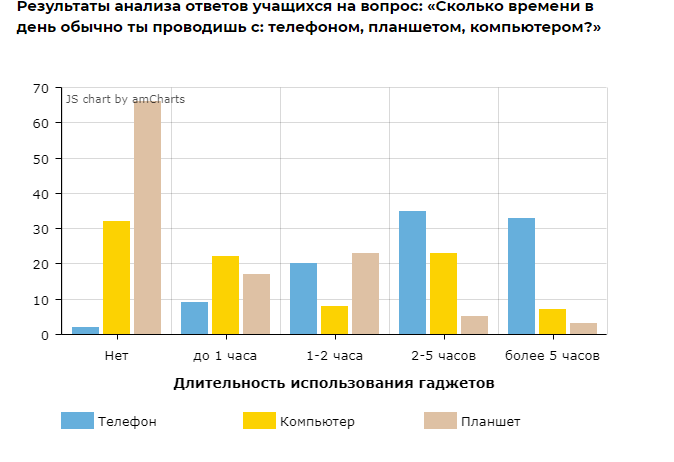 Результаты анализа ответов учащихся на вопрос: «Сколько времени в
день обычно ты проводишь с: телефоном, планшетом, компьютером?»
JS chart by amCharts
70
60
50
40
30
20
10
0
Нет до 1 часа 1-2 часа 2-5 часов более 5 часов
Длительность использования гаджетов
Телефон Компьютер Планшет